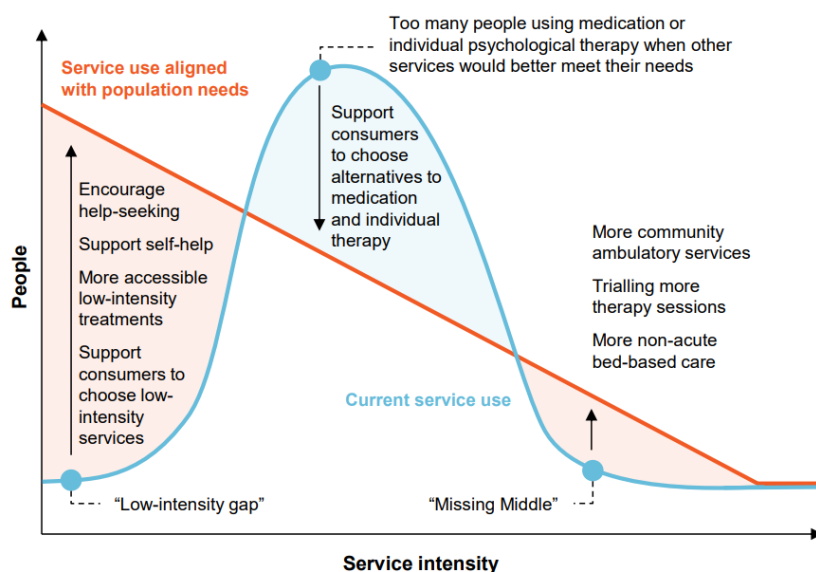 Too many people using medication or
individual psychological therapy when other
services would better meet their needs
Service use aligned
with population needs
Support
consumers
to choose
alternatives to
medication
and individual
therapy
Encourage
help-seeking
Support self-help
More accessible
low-intensity
treatments
Support
consumers to
choose low-
intensity
services
More community
ambulatory services
Trialling more
therapy sessions
More non-acute
bed-based care
People
Current service use
“Low-intensity gap”
“Missing Middle”
Service intensity